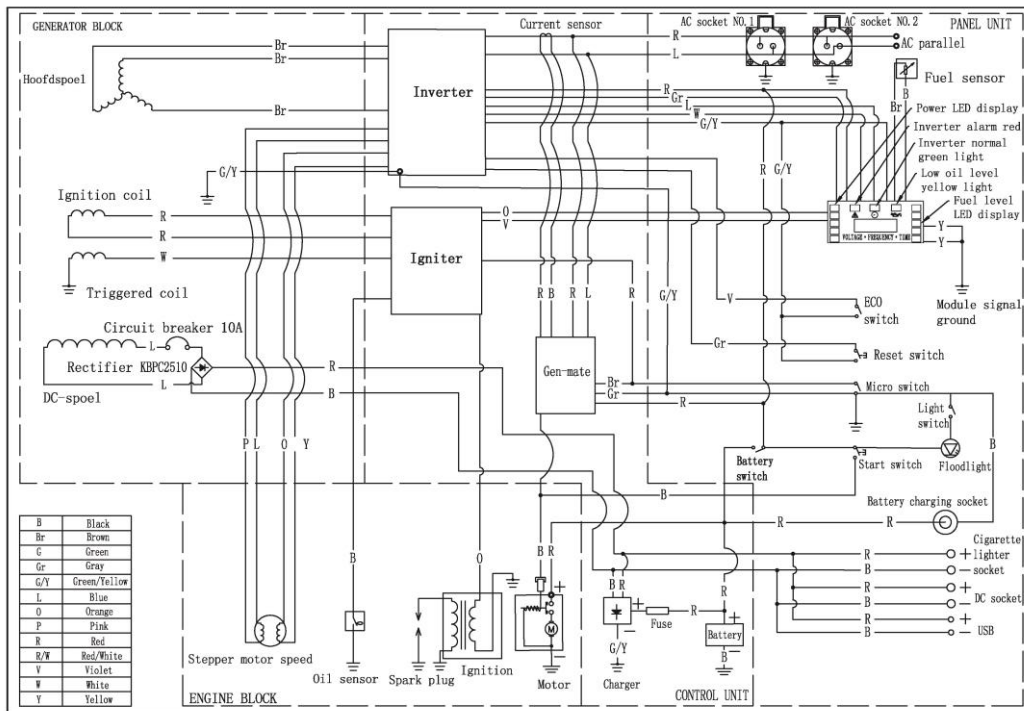 GENERATOR BLOCK
Current sensor
AC socket NO.1
AC socket NO.2
PANEL UNIT
R
L
AC parallel
Hoofdspoel
Br
Br
Br
Inverter
Fuel sensor
B
Br
R
Gr
L
W
G/Y
Power LED display
Inverter alarm red
Inverter normal
green light
Low oil level
yellow light
Fuel level
LED display
VOLTAGE • FREQUENCY • TIME
R
G/Y
G/Y
Ignition coil
R
R
W
Triggered coil
Igniter
O
V
Y
Y
Module signal
ground
R
B
R
L
R
G/Y
V
ECO
switch
Circuit breaker 10A
L
Rectifier KBPC2510
L
DC-spoel
R
B
Gen-mate
Gr
Reset switch
Br
Gr
R
Micro switch
Light
switch
B
P
L
O
Y
Battery
switch
Start switch
Floodlight
B
Battery charging socket
R
R
B Black
Br Brown
G Green
Gr Gray
G/Y Green/Yellow
L Blue
O Orange
P Pink
R Red
R/W Red/White
V Violet
W White
Y Yellow
B
O
B
R
+
M
−
B
R
+
−
G/Y
Fuse
R
R
+
Battery
−
B
Cigarette
lighter
socket
R
+
B
−
R
+
B
−
DC socket
R
+
B
−
USB
Stepper motor speed
Oil sensor
Spark plug
Ignition
Motor
Charger
ENGINE BLOCK
CONTROL UNIT